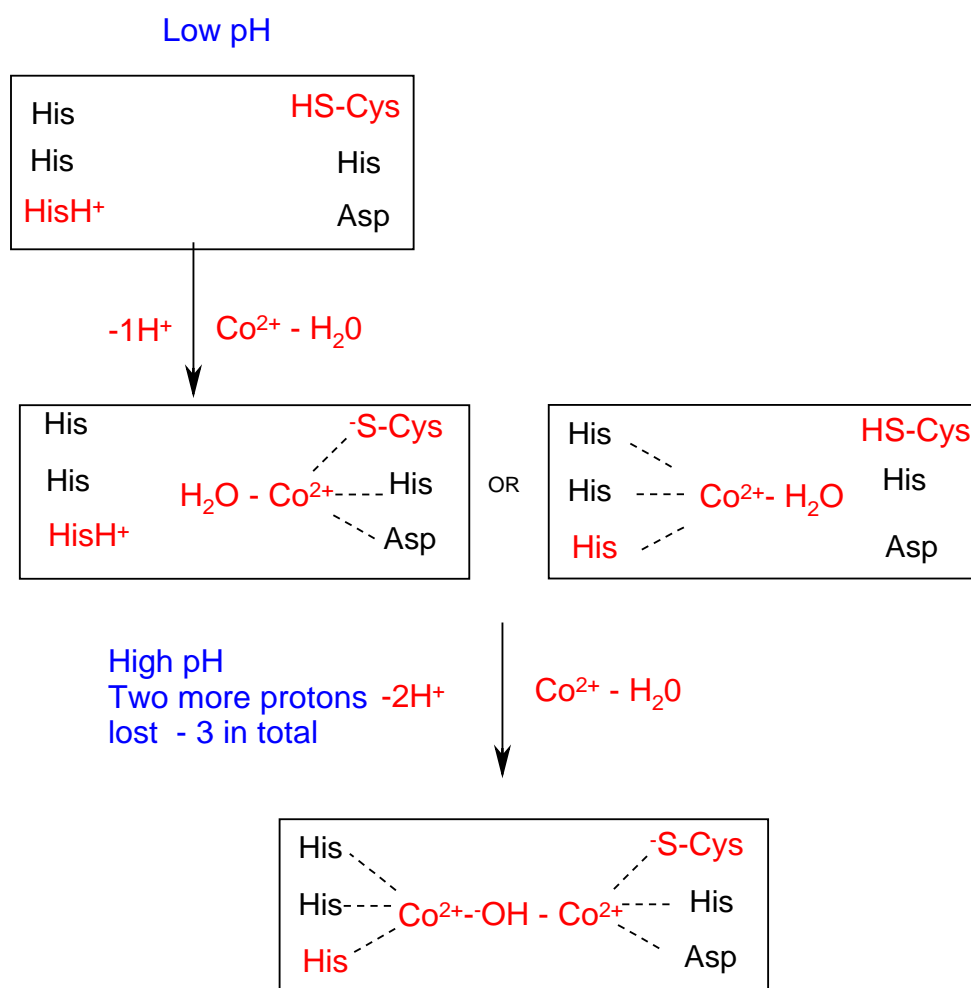 Low pH
His HS-Cys
His His
HisH⁺ Asp
-1H⁺ Co²⁺ - H₂0
His ⁻S-Cys
His H₂O - Co²⁺ His
HisH⁺ Asp
OR
His HS-Cys
His Co²⁺- H₂O His
His Asp
High pH
Two more protons -2H⁺ Co²⁺ - H₂0
lost - 3 in total
His ⁻S-Cys
His Co²⁺-⁻OH - Co²⁺ His
His Asp